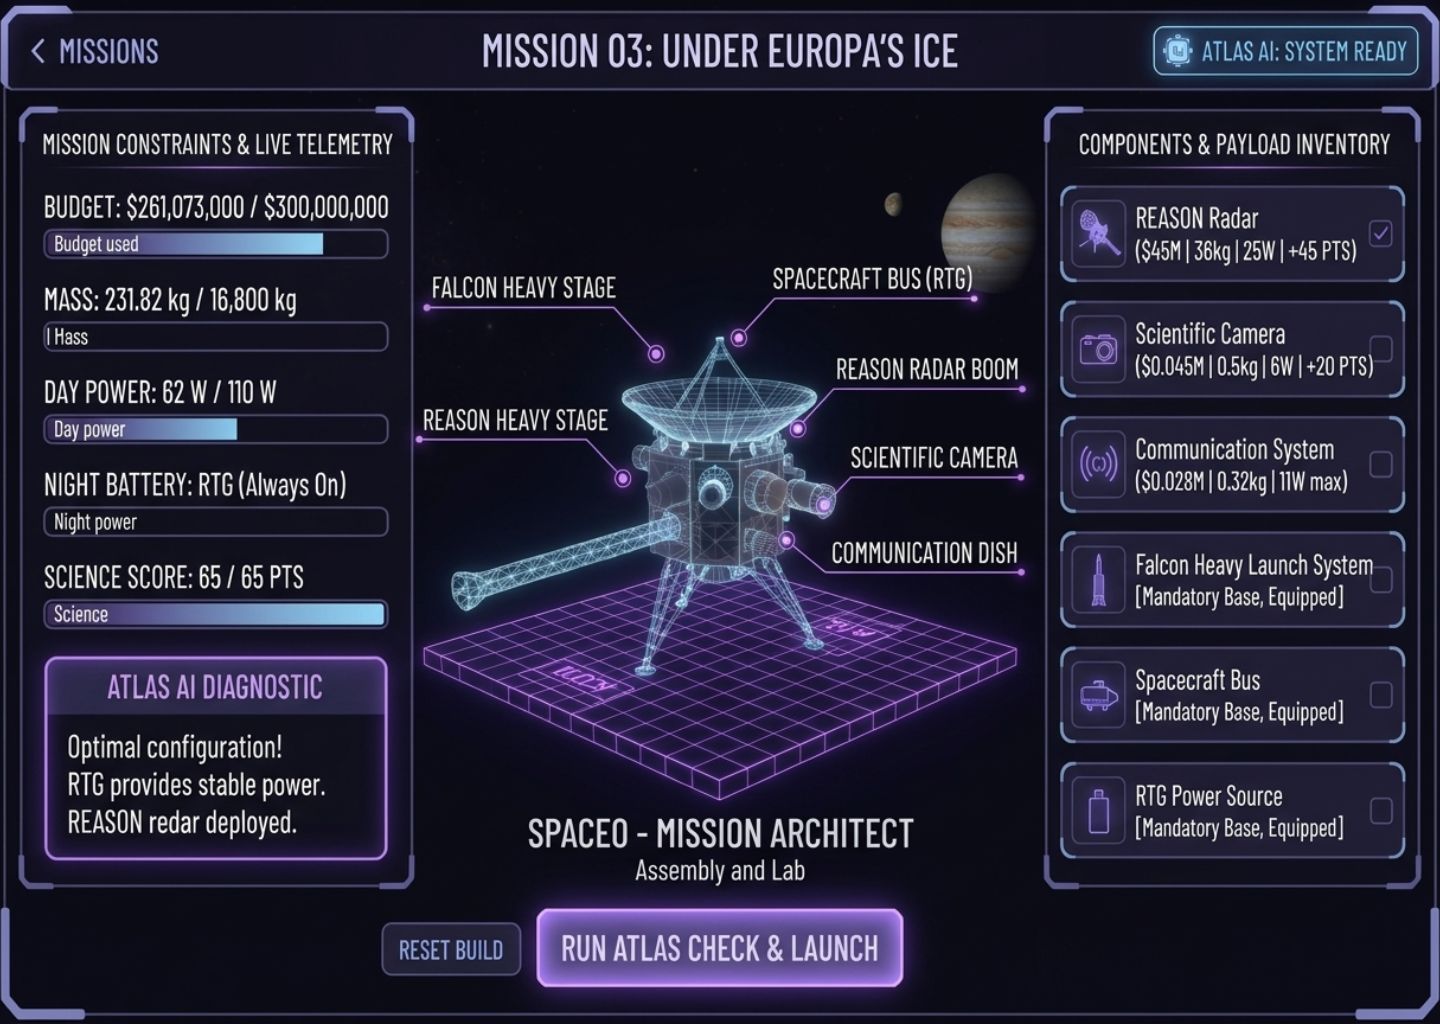 MISSIONS
MISSION 03: UNDER EUROPA'S ICE
ATLAS AI: SYSTEM READY
MISSION CONSTRAINTS & LIVE TELEMETRY
BUDGET: $261,073,000 / $300,000,000
Budget used
MASS: 231.82 kg / 16,800 kg
l Hass
DAY POWER: 62 W / 110 W
Day power
NIGHT BATTERY: RTG (Always On)
Night power
SCIENCE SCORE: 65 / 65 PTS
Science
ATLAS AI DIAGNOSTIC
Optimal configuration!
RTG provides stable power.
REASON redar deployed.
FALCON HEAVY STAGE
SPACECRAFT BUS (RTG)
REASON RADAR BOOM
REASON HEAVY STAGE
SCIENTIFIC CAMERA
COMMUNICATION DISH
SPACEO - MISSION ARCHITECT
Assembly and Lab
RESET BUILD
RUN ATLAS CHECK & LAUNCH
COMPONENTS & PAYLOAD INVENTORY
REASON Radar
($45M | 36kg | 25W | +45 PTS)
Scientific Camera
($0.045M | 0.5kg | 6W | +20 PTS)
Communication System
($0.028M | 0.32kg | 11W max)
Falcon Heavy Launch System
[Mandatory Base, Equipped]
Spacecraft Bus
[Mandatory Base, Equipped]
RTG Power Source
[Mandatory Base, Equipped]